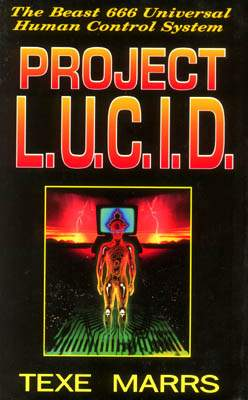 The Beast 666 Universal
Human Control System
PROJECT
L.U.C.I.D.
TEXE MARRS